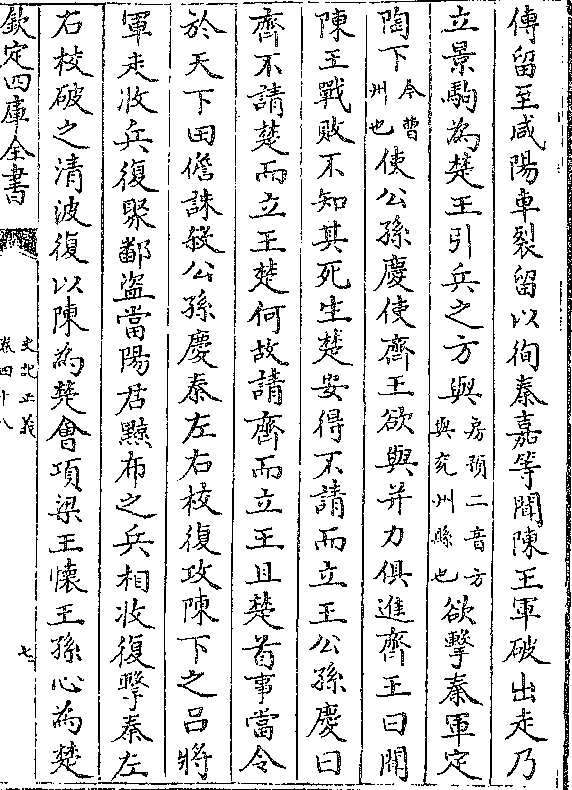 傳留至咸陽車裂留以徇秦嘉等聞陳王軍破出走乃
立景駒為楚王引兵之方與房預二音方與兖州縣也欲擊秦軍定
陶下今曹州也使公孫慶使齊王欲與并力俱進齊王曰聞
陳王戰敗不知其死生楚安得不請而立王公孫慶曰
齊不請楚而立王楚何故請齊而立王且楚首事當令
於天下田儋誅殺公孫慶秦左右校復攻陳下之吕將
軍走收兵復聚鄱盜當陽君黥布之兵相收復擊秦左
右校破之清波復以陳為楚會項梁王懷王孫心為楚
欽定四庫全書
史記正義
卷四十八
七